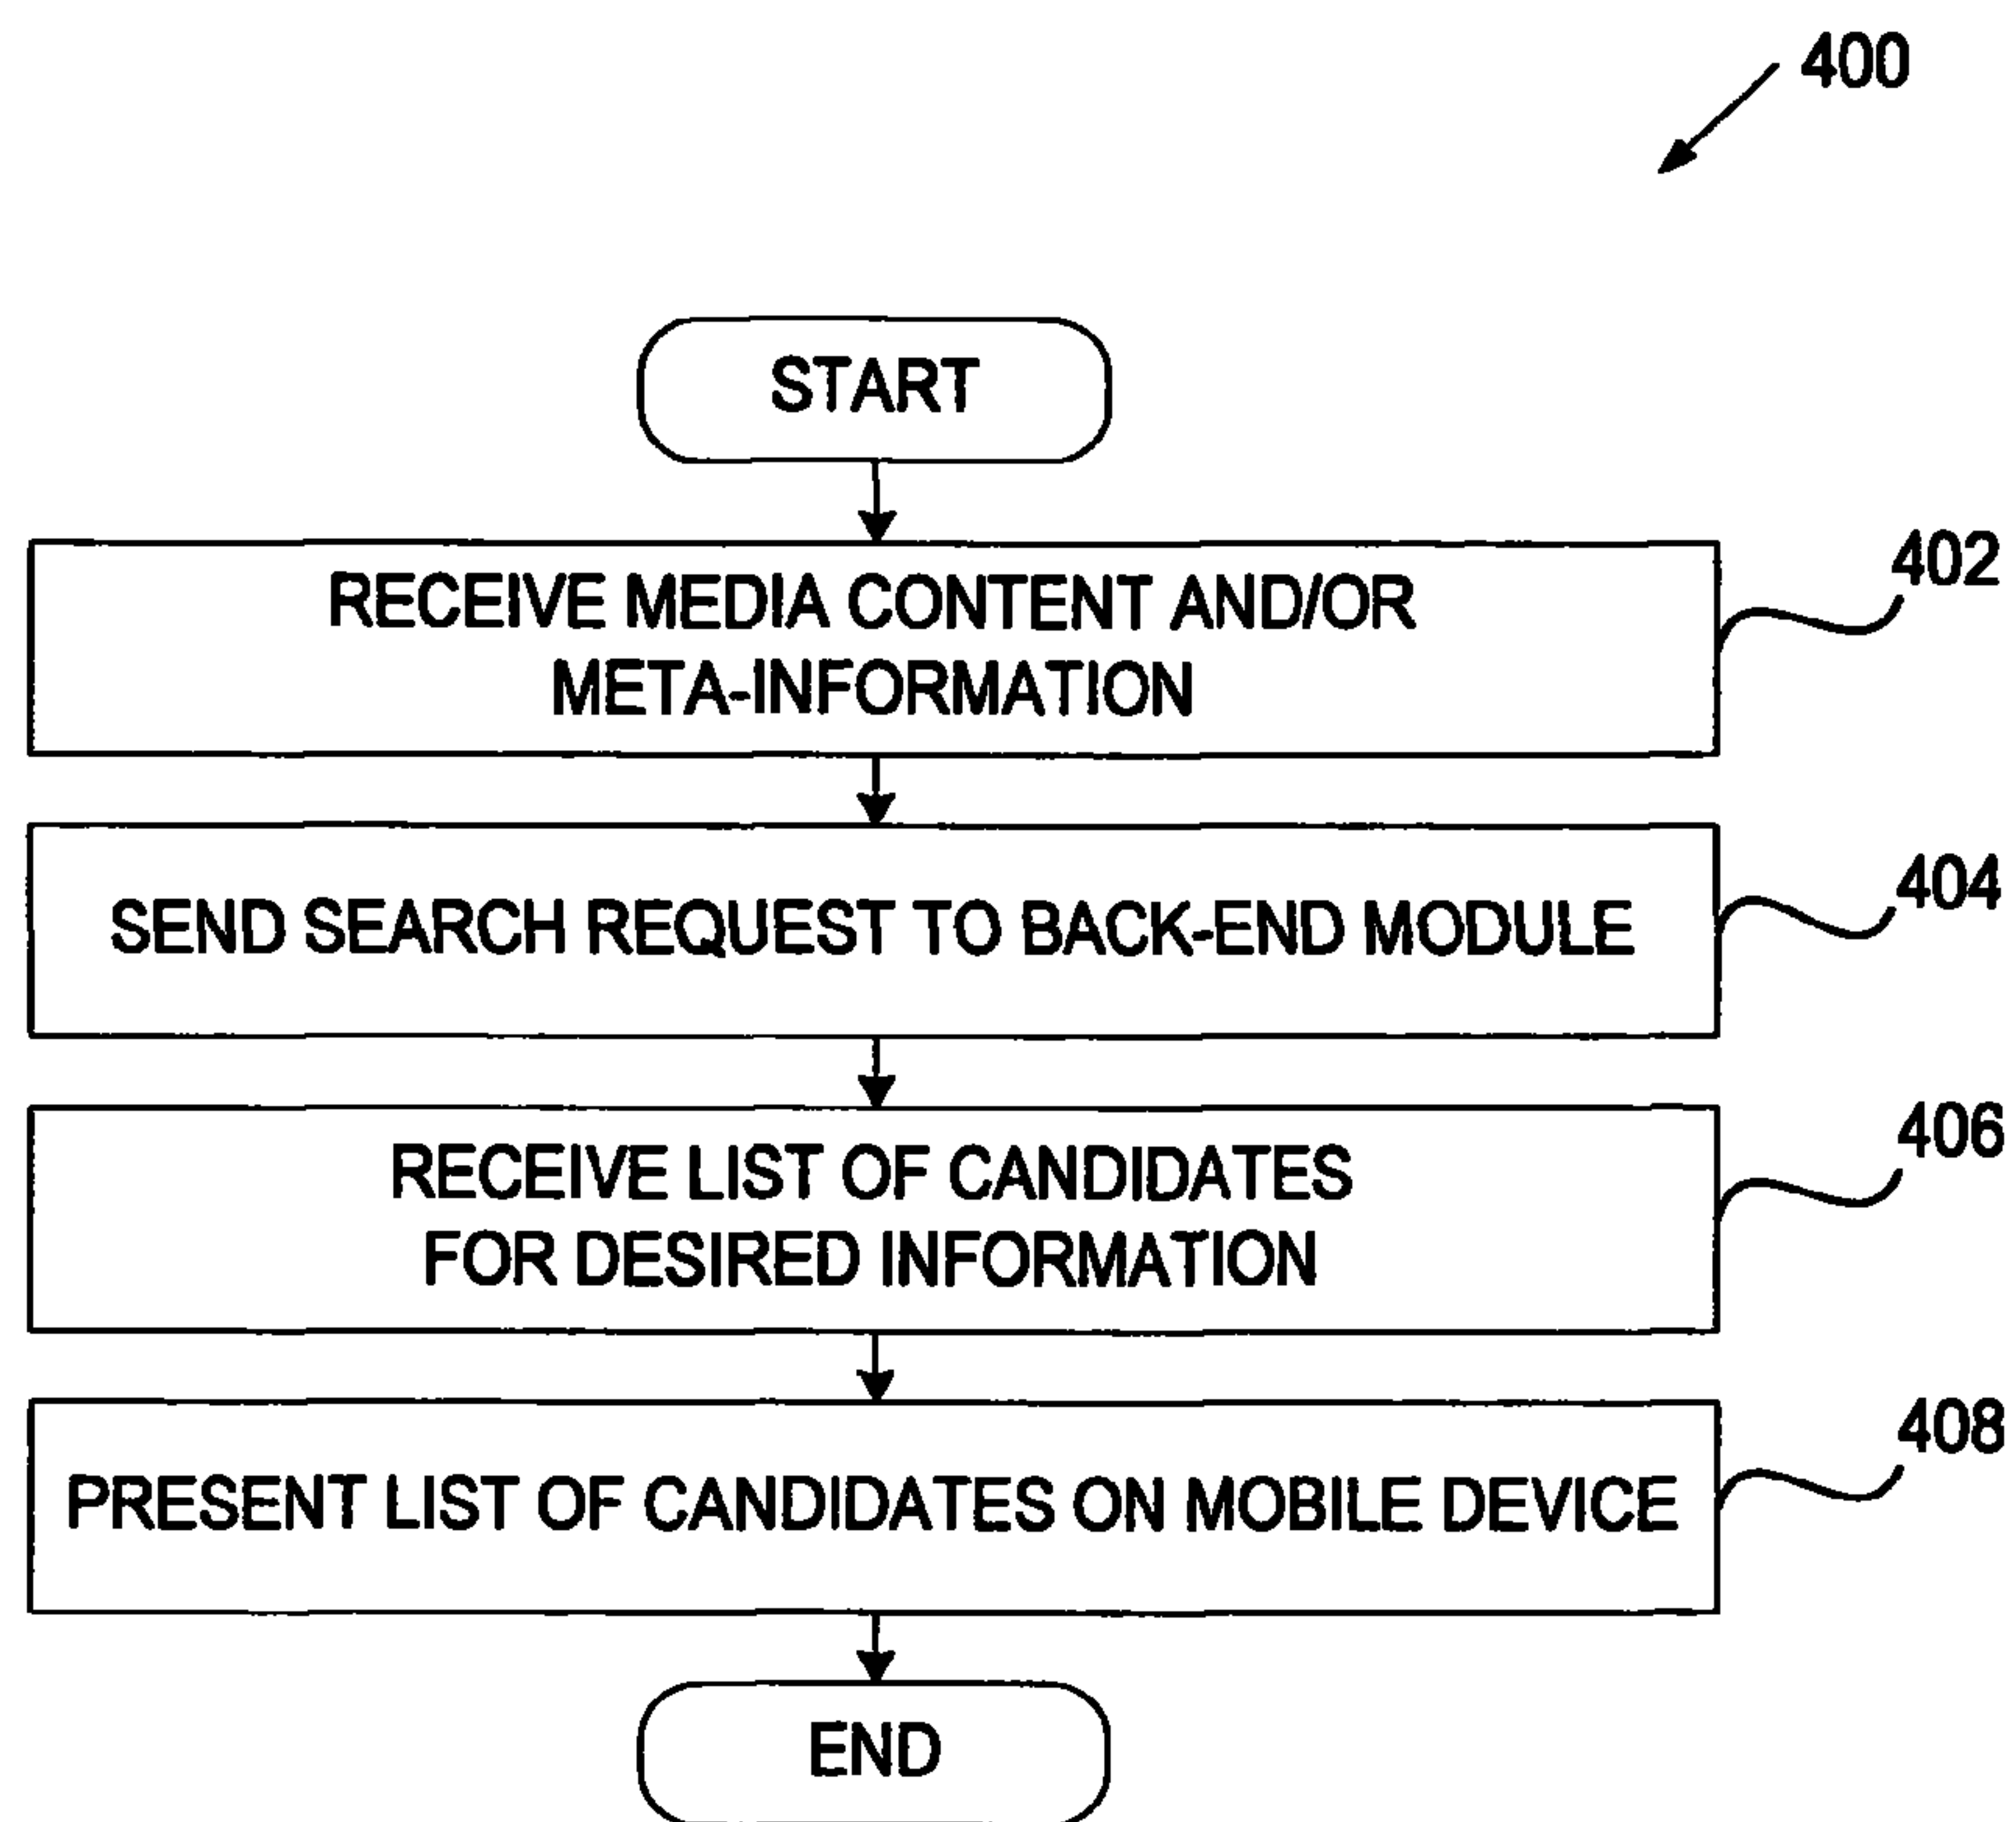 400
START
RECEIVE MEDIA CONTENT AND/OR
META-INFORMATION
402
SEND SEARCH REQUEST TO BACK-END MODULE
404
RECEIVE LIST OF CANDIDATES
FOR DESIRED INFORMATION
406
PRESENT LIST OF CANDIDATES ON MOBILE DEVICE
408
END